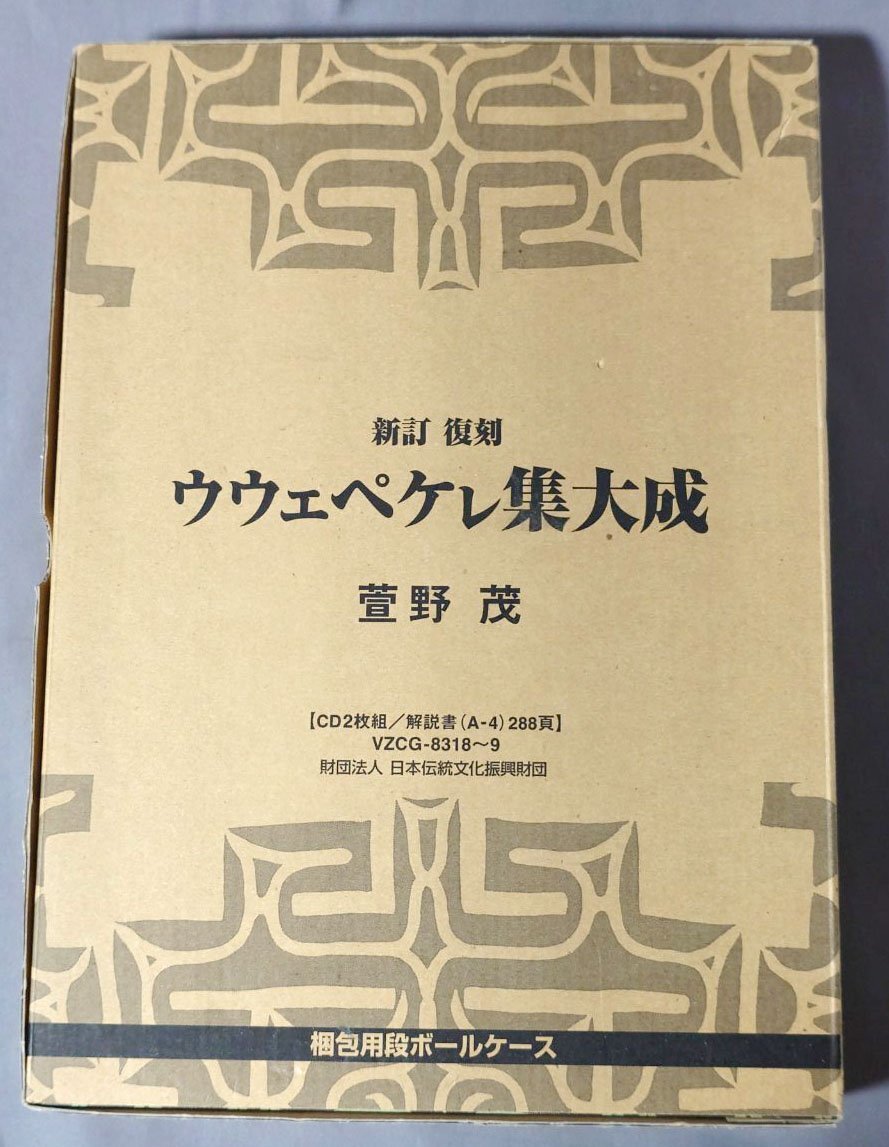 新訂 復刻
ウウェペケレ集大成
萱野 茂
【CD2枚組／解説書（A-4）288頁】
VZCG-8318〜9
財団法人 日本伝統文化振興財団
梱包用段ボールケース